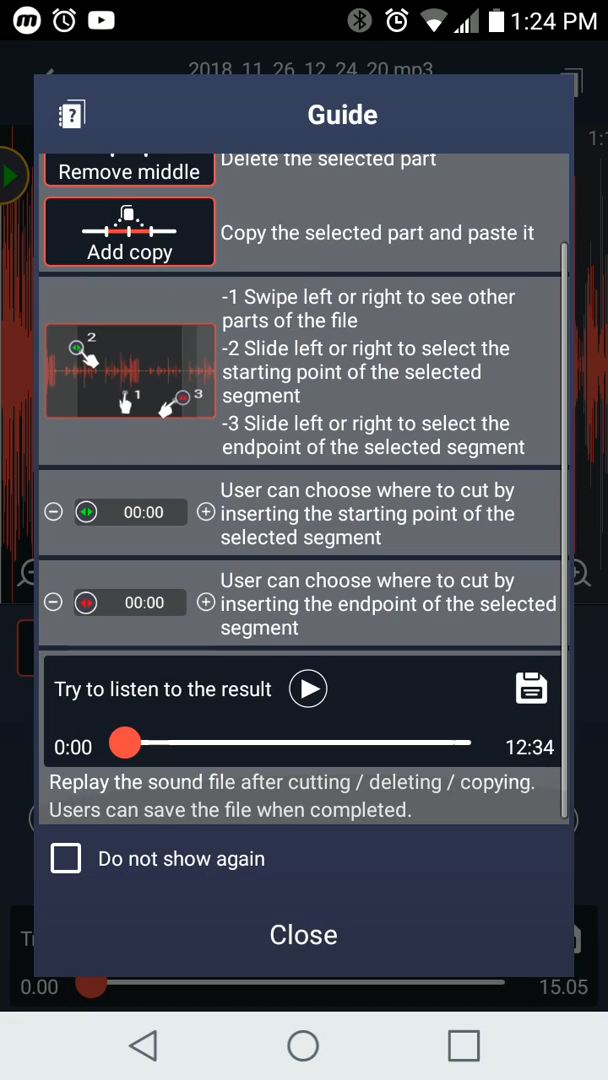 1:24 PM
2018_11_26_12_24_20.mp3
Guide
Remove middle
Delete the selected part
Add copy
Copy the selected part and paste it
2
1
3
-1 Swipe left or right to see other
parts of the file
-2 Slide left or right to select the
starting point of the selected
segment
-3 Slide left or right to select the
endpoint of the selected segment
00:00
User can choose where to cut by
inserting the starting point of the
selected segment
00:00
User can choose where to cut by
inserting the endpoint of the selected
segment
Try to listen to the result
0:00
12:34
Replay the sound file after cutting / deleting / copying.
Users can save the file when completed.
Do not show again
Close
0.00
15.05